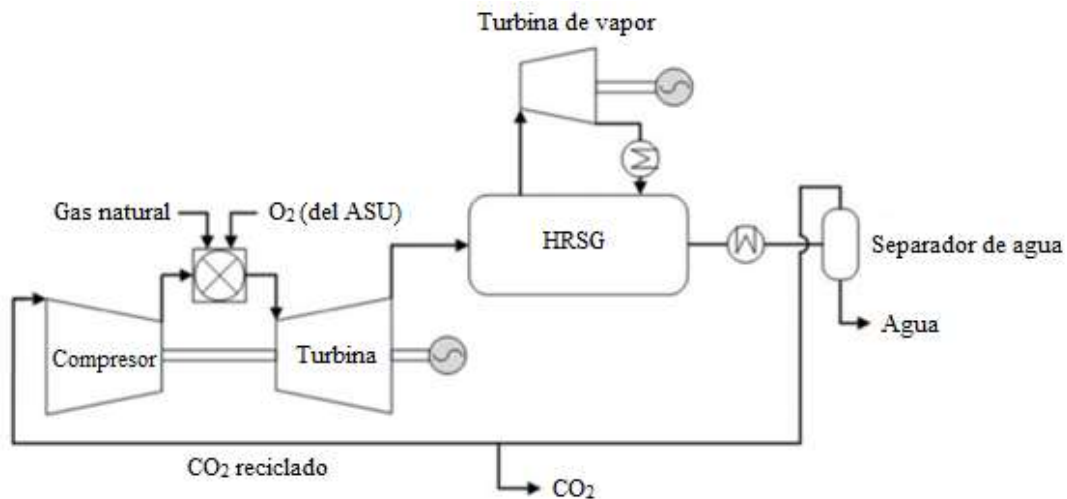 Turbina de vapor
Gas natural
O2 (del ASU)
HRSG
Separador de agua
Agua
Compresor
Turbina
CO2 reciclado
CO2